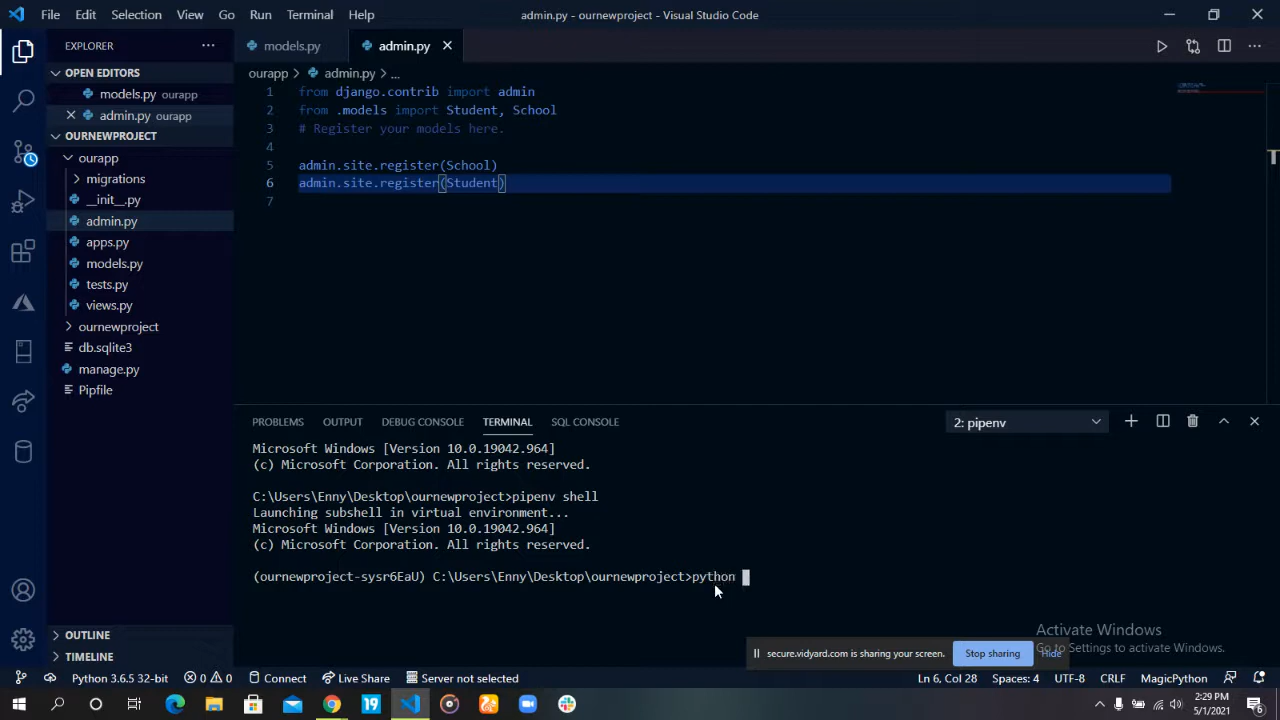 File Edit Selection View Go Run Terminal Help
admin.py - ournewproject - Visual Studio Code
EXPLORER
OPEN EDITORS
models.py ourapp
admin.py ourapp
OURNEWPROJECT
ourapp
migrations
__init__.py
admin.py
apps.py
models.py
tests.py
views.py
ournewproject
db.sqlite3
manage.py
Pipfile
OUTLINE
TIMELINE
models.py
admin.py
ourapp > admin.py > ...
1 from django.contrib import admin
2 from .models import Student, School
3 # Register your models here.
4
5 admin.site.register(School)
6 admin.site.register(Student)
7
PROBLEMS OUTPUT DEBUG CONSOLE TERMINAL SQL CONSOLE
2: pipenv
Microsoft Windows [Version 10.0.19042.964]
(c) Microsoft Corporation. All rights reserved.
C:\Users\Enny\Desktop\ournewproject>pipenv shell
Launching subshell in virtual environment...
Microsoft Windows [Version 10.0.19042.964]
(c) Microsoft Corporation. All rights reserved.
(ournewproject-sysr6EaU) C:\Users\Enny\Desktop\ournewproject>python
Activate Windows
Go to Settings to activate Windows.
secure.vidyard.com is sharing your screen.
Stop sharing
Hide
Python 3.6.5 32-bit
0 0
Connect
Live Share
Server not selected
Ln 6, Col 28
Spaces: 4
UTF-8
CRLF
MagicPython
19
2:29 PM
5/1/2021
6